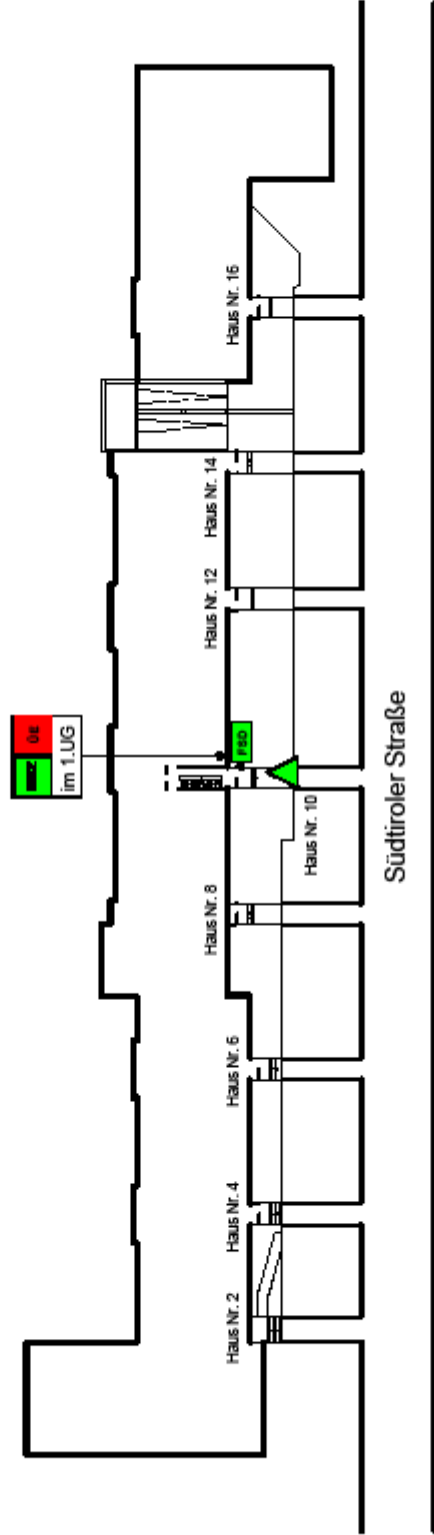 ÜE
im 1.UG
FSD
Haus Nr. 2
Haus Nr. 4
Haus Nr. 6
Haus Nr. 8
Haus Nr. 10
Haus Nr. 12
Haus Nr. 14
Haus Nr. 16
Südtiroler Straße